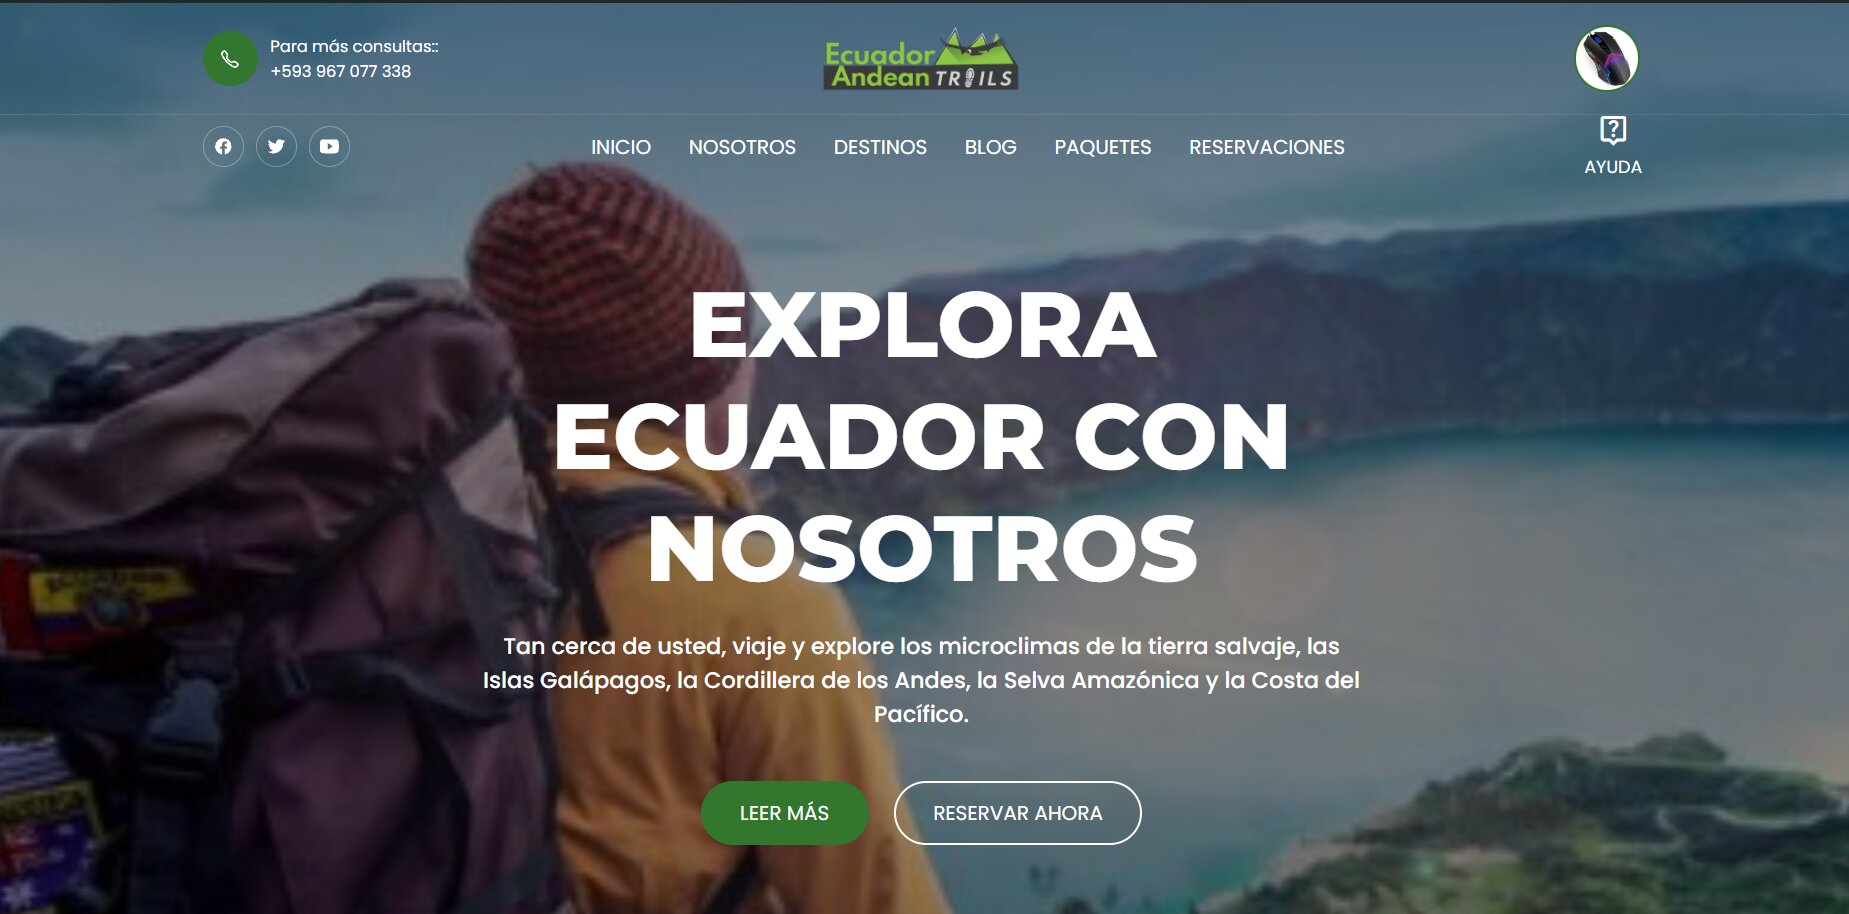 Para más consultas::
+593 967 077 338
Ecuador
Andean TRAILS
INICIO NOSOTROS DESTINOS BLOG PAQUETES RESERVACIONES
AYUDA
EXPLORA
ECUADOR CON
NOSOTROS
Tan cerca de usted, viaje y explore los microclimas de la tierra salvaje, las
Islas Galápagos, la Cordillera de los Andes, la Selva Amazónica y la Costa del
Pacífico.
LEER MÁS
RESERVAR AHORA